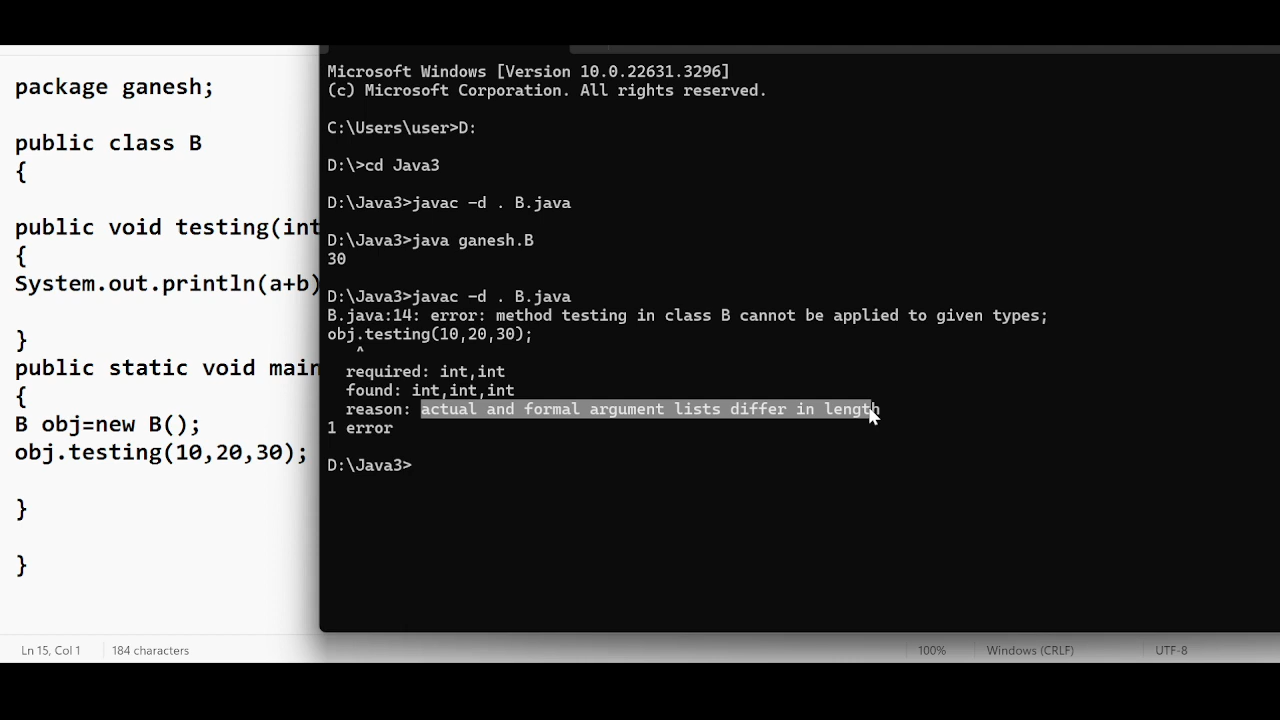 package ganesh;
public class B
{
public void testing(int
{
System.out.println(a+b)
}
public static void main
{
B obj=new B();
obj.testing(10,20,30);
}
}
Ln 15, Col 1
184 characters
Microsoft Windows [Version 10.0.22631.3296]
(c) Microsoft Corporation. All rights reserved.
C:\Users\user>D:
D:\>cd Java3
D:\Java3>javac -d . B.java
D:\Java3>java ganesh.B
30
D:\Java3>javac -d . B.java
B.java:14: error: method testing in class B cannot be applied to given types;
obj.testing(10,20,30);
^
required: int,int
found: int,int,int
reason: actual and formal argument lists differ in length
1 error
D:\Java3>
100%
Windows (CRLF)
UTF-8